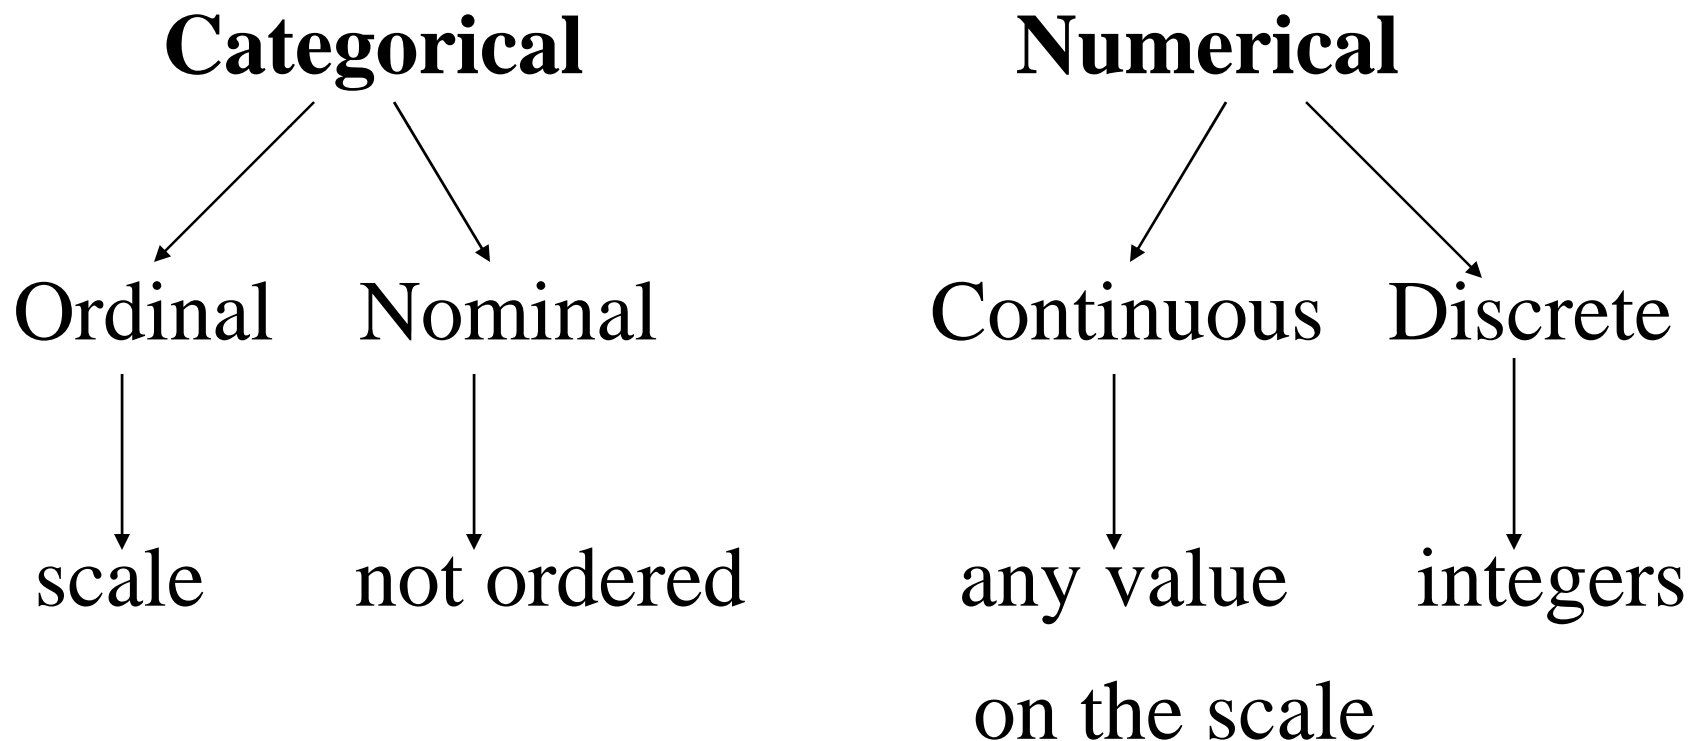 Categorical Numerical
Ordinal Nominal Continuous Discrete
scale not ordered any value integers
on the scale